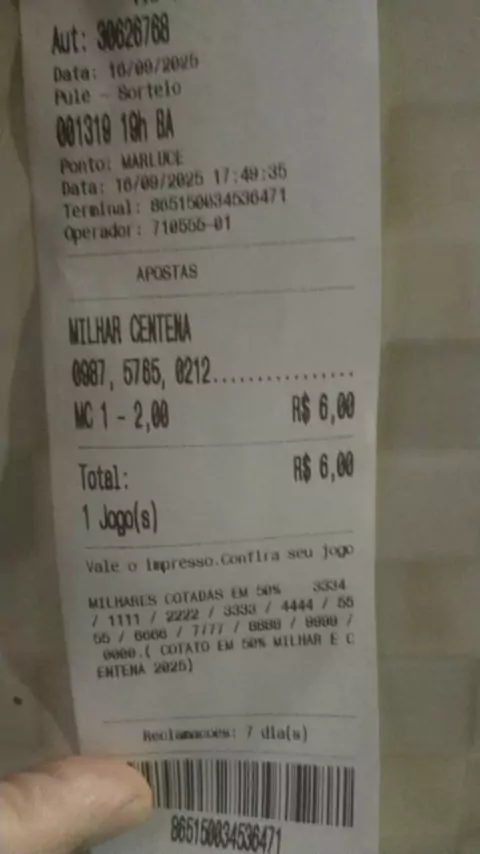 Aut: 30626768
Data: 16/09/2025
Pule - Sorteio
001319 19h BA
Ponto: MARLUCE
Data: 16/09/2025 17:49:35
Terminal: 865150034536471
Operador: 710555-01
APOSTAS
MILHAR CENTENA
0987, 5765, 0212................
MC 1 - 2,00 R$ 6,00
Total: R$ 6,00
1 Jogo(s)
Vale o impresso.Confira seu jogo
MILHARES COTADAS EM 50% 3334
/ 1111 / 2222 / 3333 / 4444 / 55
55 / 6666 / 7777 / 8888 / 9999 /
0000.( COTATO EM 50% MILHAR E C
ENTENA 2025)
Reclamacoes: 7 dia(s)
865150034536471